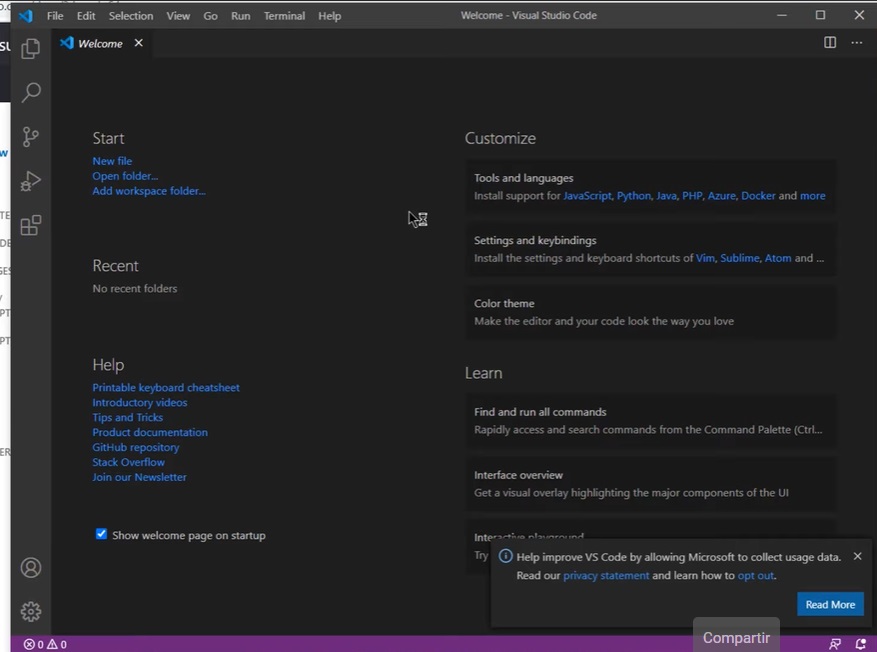 File Edit Selection View Go Run Terminal Help
Welcome - Visual Studio Code
Welcome
Start
New file
Open folder...
Add workspace folder...
Recent
No recent folders
Help
Printable keyboard cheatsheet
Introductory videos
Tips and Tricks
Product documentation
GitHub repository
Stack Overflow
Join our Newsletter
Show welcome page on startup
Customize
Tools and languages
Install support for JavaScript, Python, Java, PHP, Azure, Docker and more
Settings and keybindings
Install the settings and keyboard shortcuts of Vim, Sublime, Atom and ...
Color theme
Make the editor and your code look the way you love
Learn
Find and run all commands
Rapidly access and search commands from the Command Palette (Ctrl...
Interface overview
Get a visual overlay highlighting the major components of the UI
Interactive playground
Try
Help improve VS Code by allowing Microsoft to collect usage data.
Read our privacy statement and learn how to opt out.
Read More
0 0
Compartir